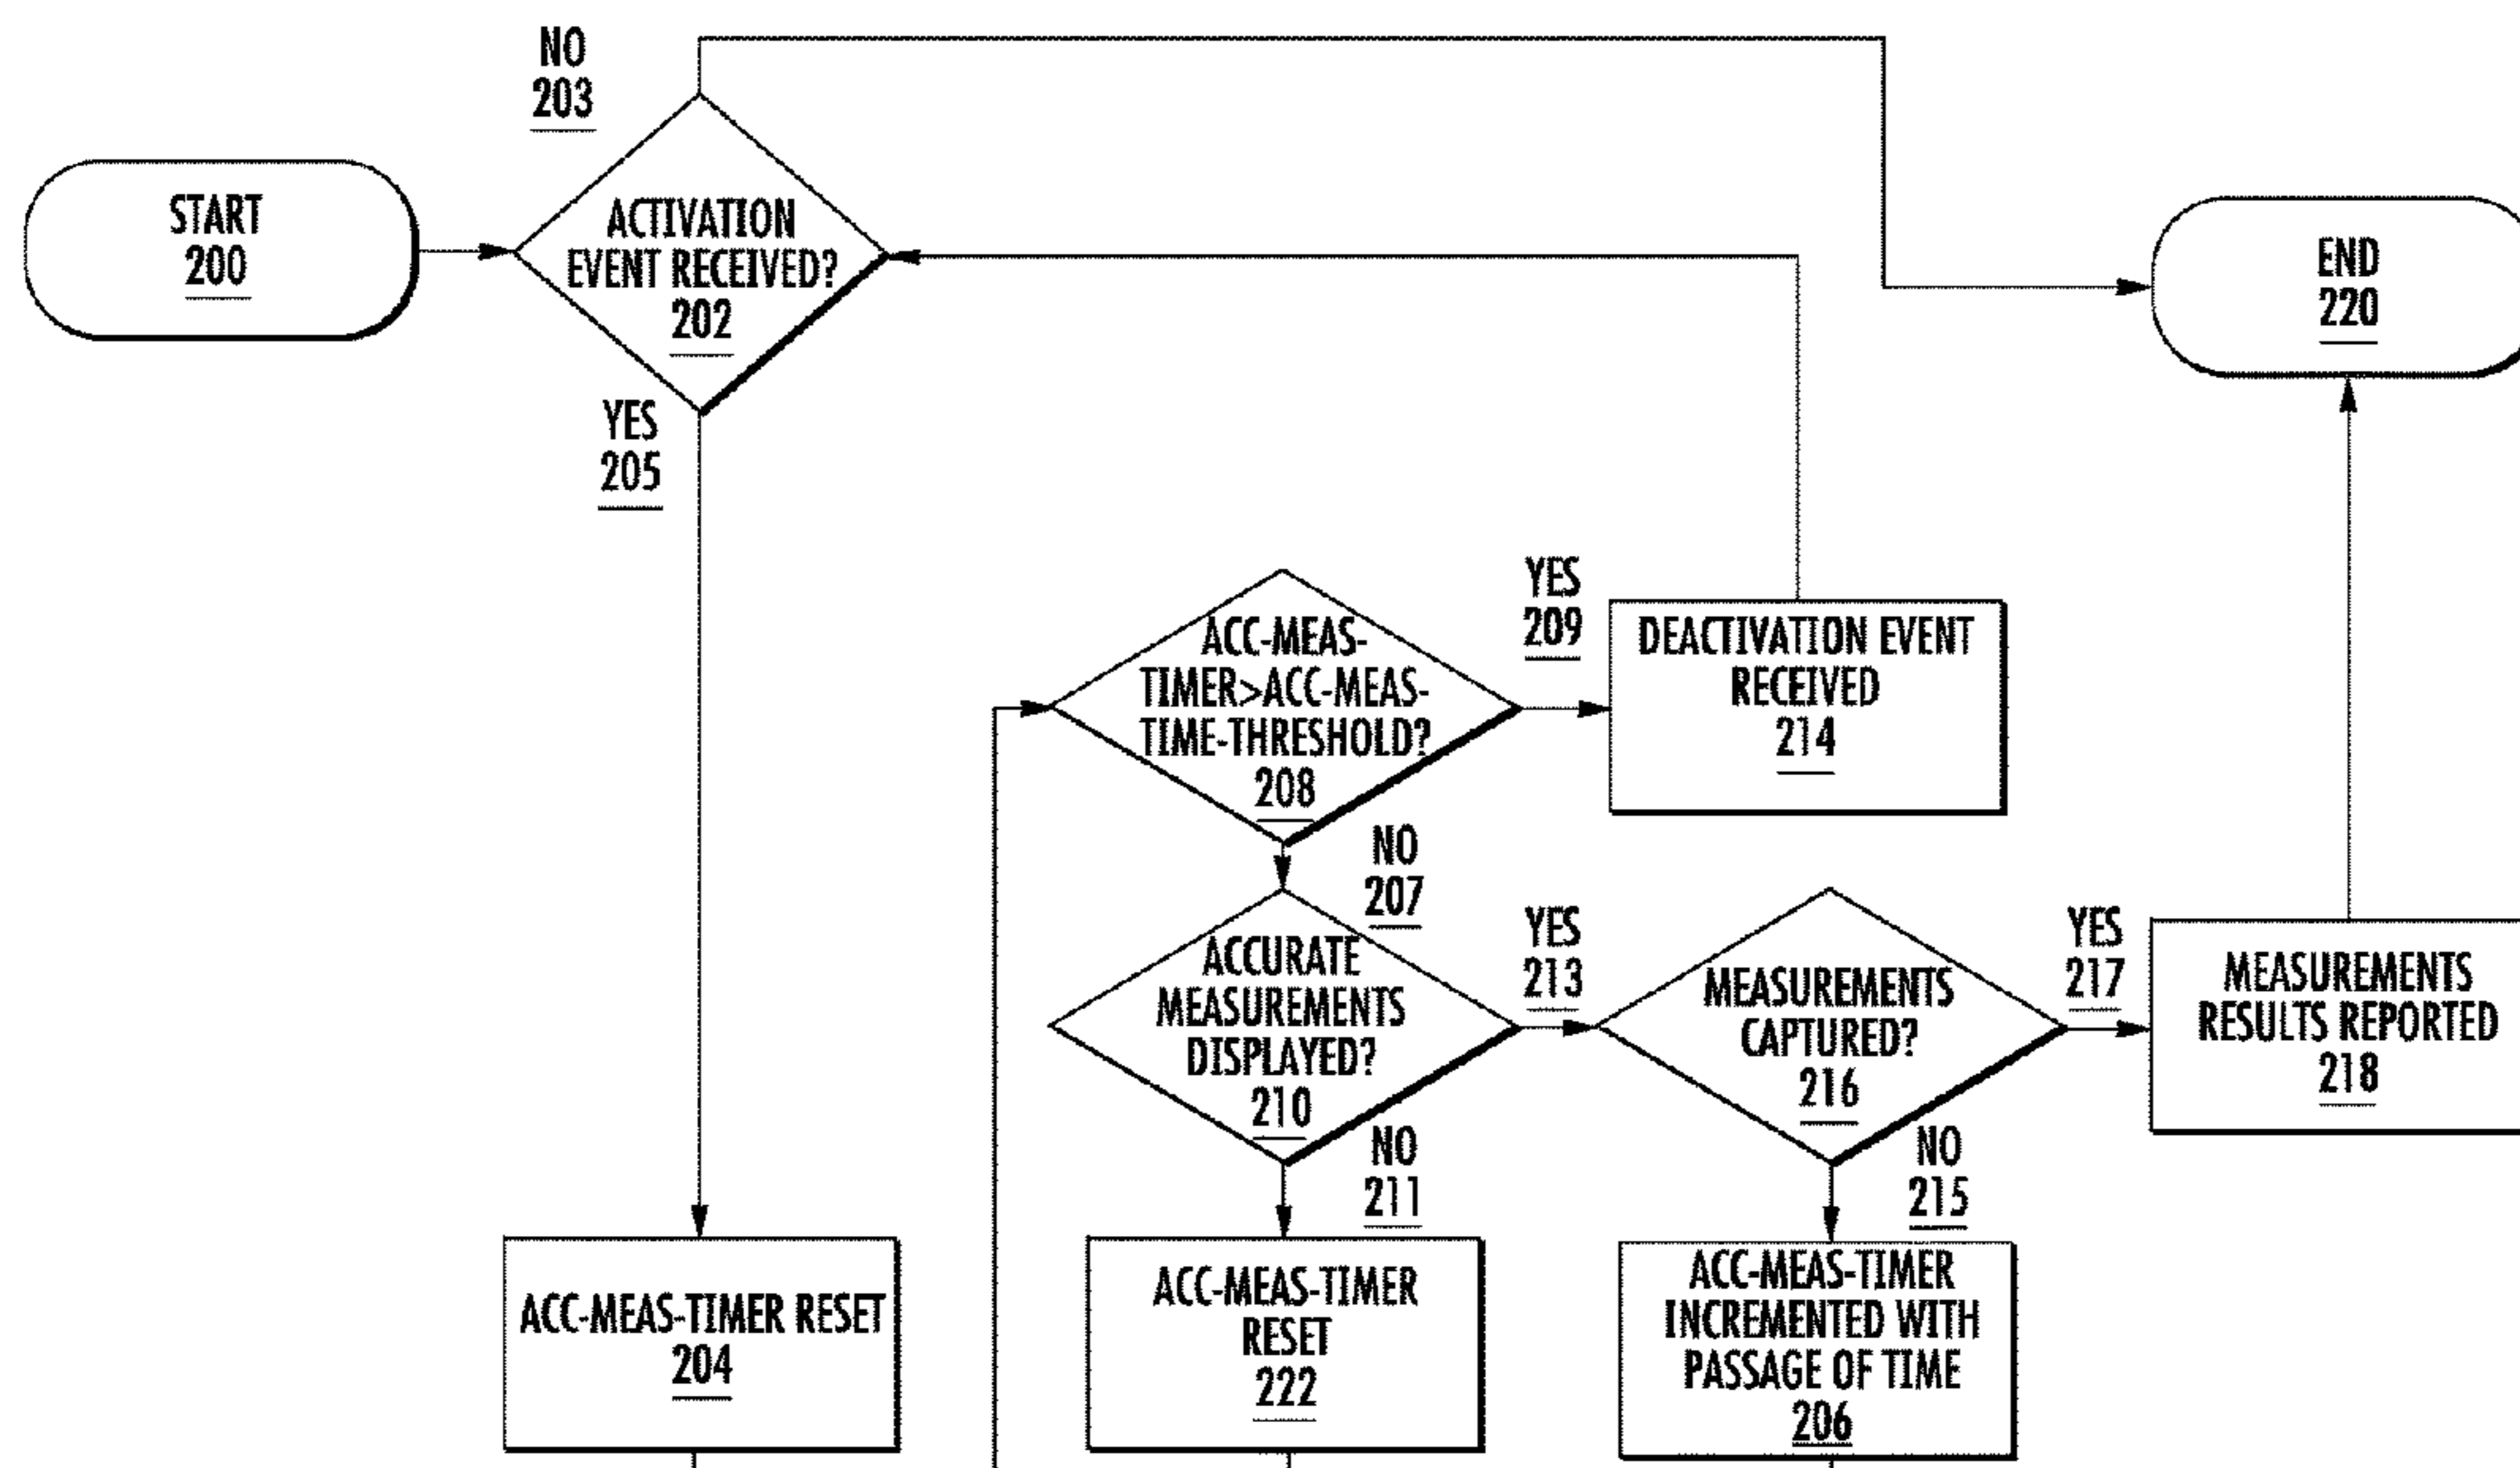 NO
203
START
200
ACTIVATION
EVENT RECEIVED?
202
END
220
YES
205
ACC-MEAS-
TIMER>ACC-MEAS-
TIME-THRESHOLD?
208
YES
209
DEACTIVATION EVENT
RECEIVED
214
NO
207
ACCURATE
MEASUREMENTS
DISPLAYED?
210
YES
213
MEASUREMENTS
CAPTURED?
216
YES
217
MEASUREMENTS
RESULTS REPORTED
218
NO
211
NO
215
ACC-MEAS-TIMER RESET
204
ACC-MEAS-TIMER
RESET
222
ACC-MEAS-TIMER
INCREMENTED WITH
PASSAGE OF TIME
206